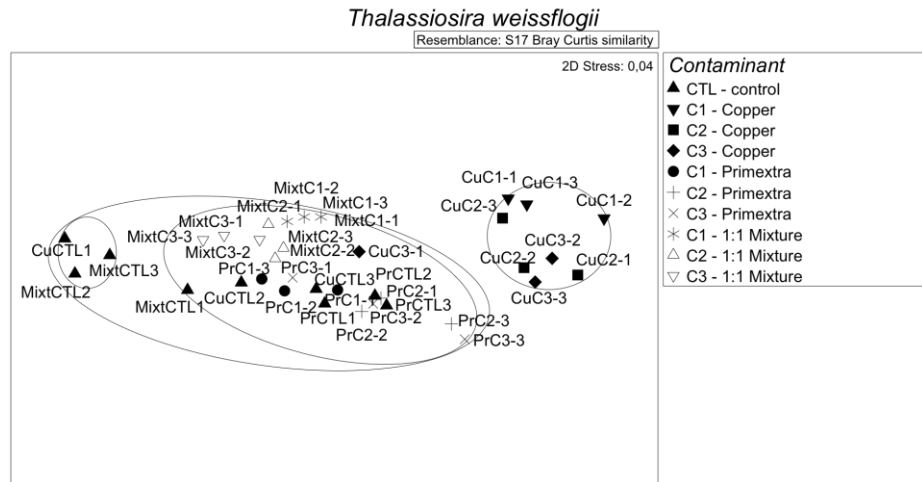 Thalassiosira weissflogii
Resemblance: S17 Bray Curtis similarity
2D Stress: 0,04
Contaminant
CTL - control
C1 - Copper
C2 - Copper
C3 - Copper
C1 - Primextra
C2 - Primextra
C3 - Primextra
C1 - 1:1 Mixture
C2 - 1:1 Mixture
C3 - 1:1 Mixture
MixtC1-2
MixtC1-3
MixtC2-1
MixtC1-1
MixtC3-1
MixtC3-3
MixtC2-3
MixtC3-2
MixtC2-2
CuC3-1
CuCTL1
MixtCTL3
MixtCTL2
MixtCTL1
PrC1-3
PrC3-1
CuCTL3
PrCTL2
CuCTL2
PrC1-
PrC2-1
PrC1-2
PrCTL3
PrCTL1
PrC3-2
PrC2-2
PrC2-3
PrC3-3
CuC1-1
CuC1-3
CuC1-2
CuC2-3
CuC3-2
CuC2-2
CuC2-1
CuC3-3